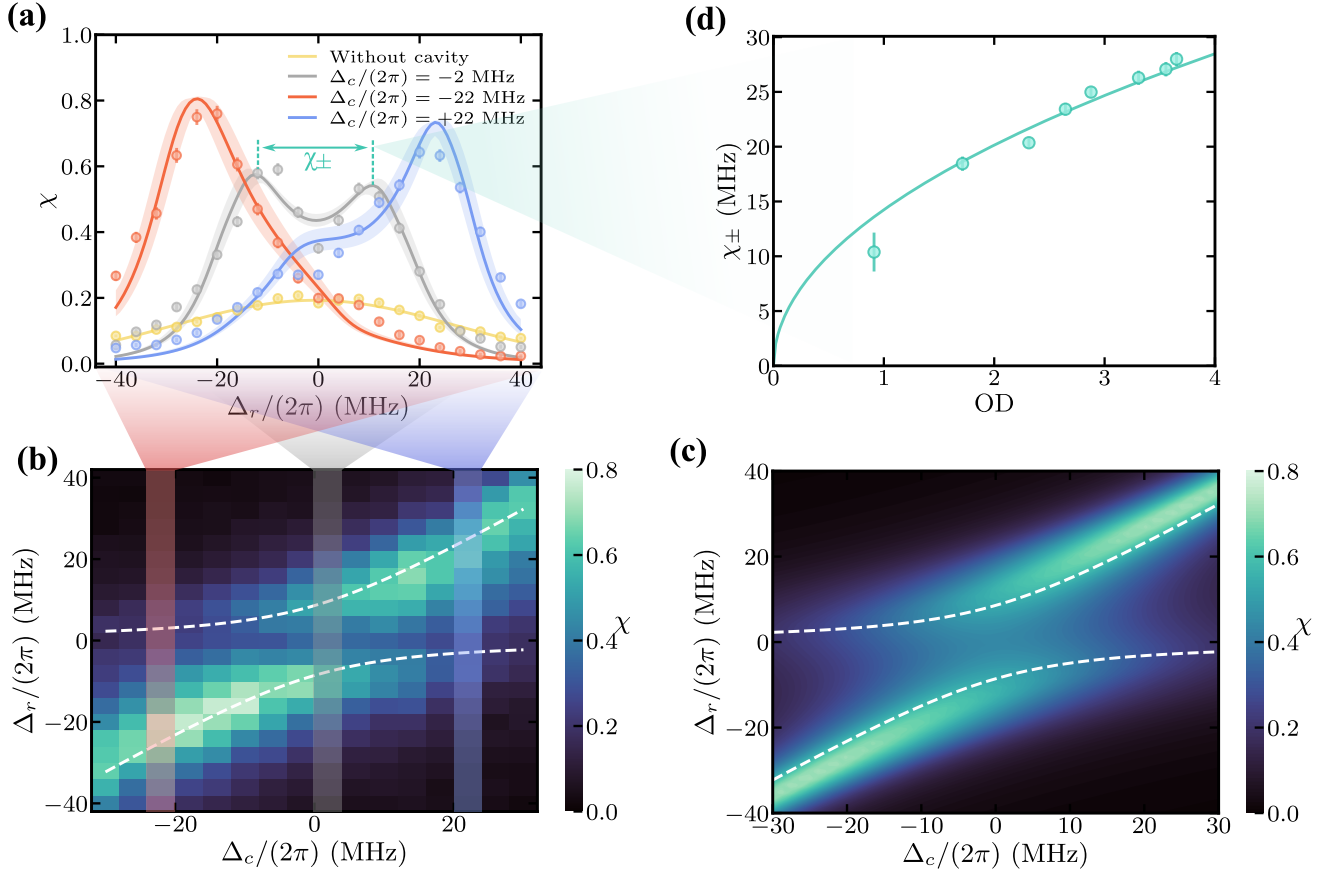 (a)
1.0
0.8
0.6
0.4
0.2
0.0
χ
Without cavity
Δc/(2π) = −2 MHz
Δc/(2π) = −22 MHz
Δc/(2π) = +22 MHz
χ±
−40 −20 0 20 40
Δr/(2π) (MHz)
(d)
30
25
20
15
10
5
0
χ± (MHz)
0 1 2 3 4
OD
(b)
40
20
0
−20
−40
Δr/(2π) (MHz)
−20 0 20
Δc/(2π) (MHz)
0.8
0.6
0.4
0.2
0.0
χ
(c)
40
20
0
−20
−40
Δr/(2π) (MHz)
−30 −20 −10 0 10 20 30
Δc/(2π) (MHz)
0.8
0.6
0.4
0.2
0.0
χ